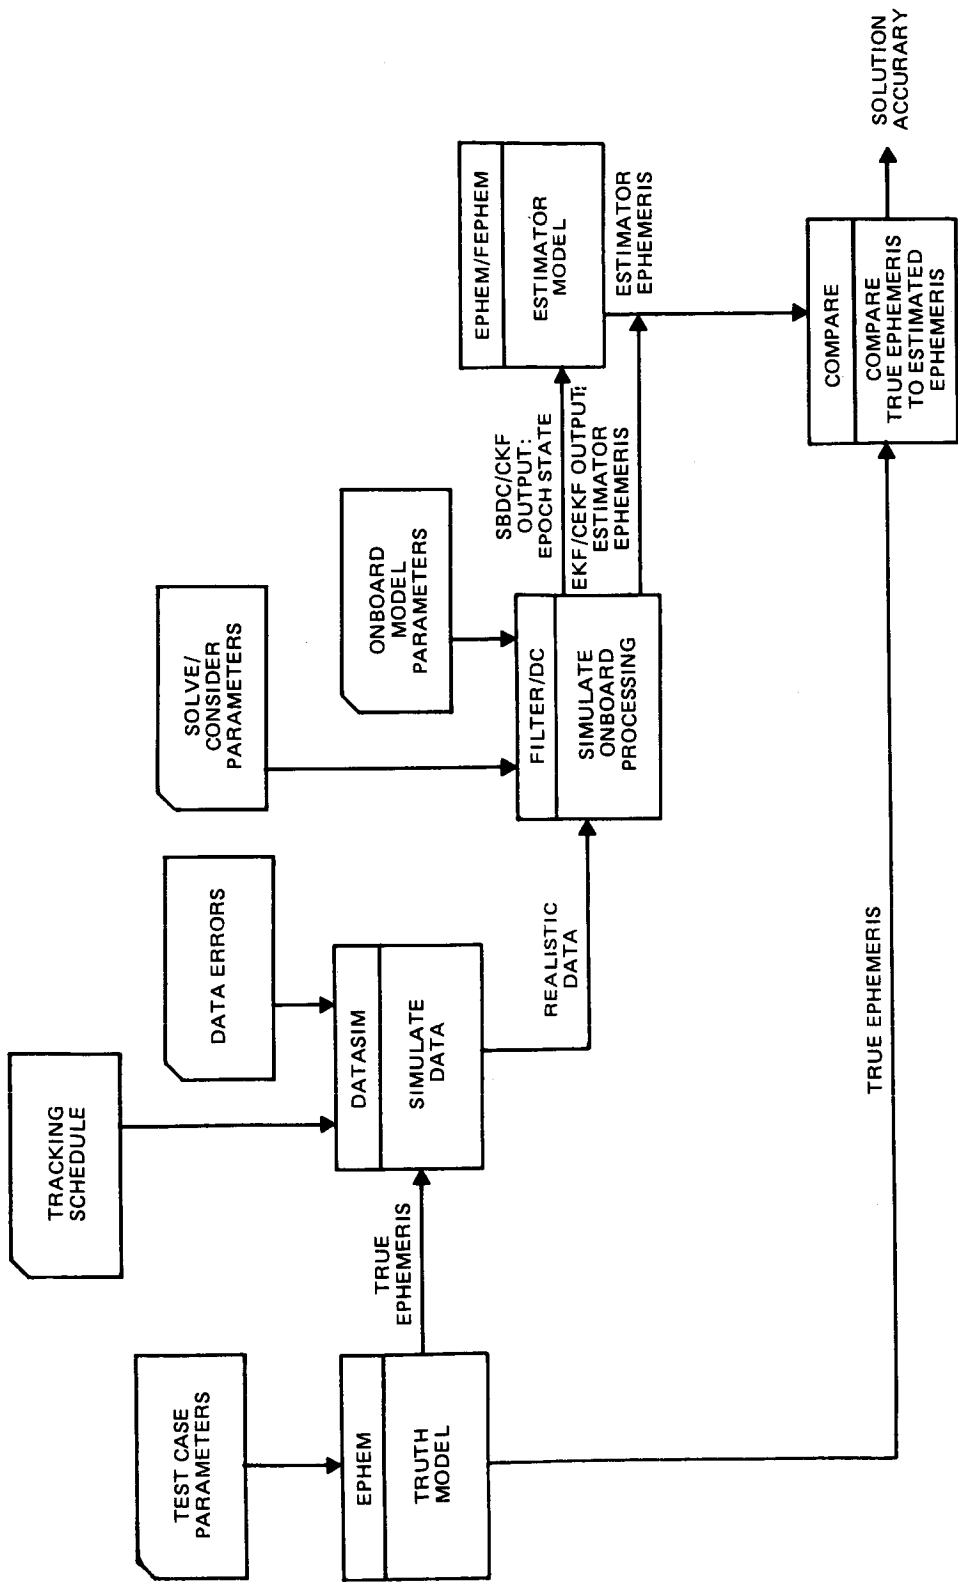 TRACKING
SCHEDULE
TEST CASE
PARAMETERS
DATA ERRORS
SOLVE/
CONSIDER
PARAMETERS
EPHEM
TRUTH
MODEL
TRUE
EPHEMERIS
DATASIM
SIMULATE
DATA
REALISTIC
DATA
ONBOARD
MODEL
PARAMETERS
FILTER/DC
SIMULATE
ONBOARD
PROCESSING
SBDC/CKF
OUTPUT:
EPOCH STATE
EKF/CEKF OUTPUT:
ESTIMATOR
EPHEMERIS
EPHEM/FEPHEM
ESTIMATOR
MODEL
ESTIMATOR
EPHEMERIS
TRUE EPHEMERIS
COMPARE
COMPARE
TRUE EPHEMERIS
TO ESTIMATED
EPHEMERIS
SOLUTION
ACCURARY